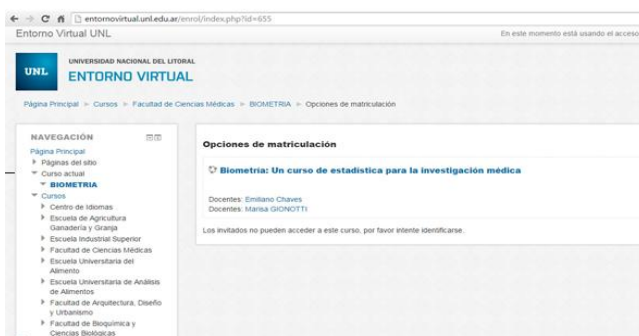 entornovirtual.unl.edu.ar/enrol/index.php?id=655
Entorno Virtual UNL
En este momento está usando el acceso
UNL
UNIVERSIDAD NACIONAL DEL LITORAL
ENTORNO VIRTUAL
Página Principal Cursos Facultad de Ciencias Médicas BIOMETRIA Opciones de matriculación
NAVEGACIÓN
Página Principal
Páginas del sitio
Curso actual
BIOMETRIA
Cursos
Centro de Idiomas
Escuela de Agricultura
Ganadería y Granja
Escuela Industrial Superior
Facultad de Ciencias Médicas
Escuela Universitaria del
Alimento
Escuela Universitaria de Análisis
de Alimentos
Facultad de Arquitectura, Diseño
y Urbanismo
Facultad de Bioquímica y
Ciencias Biológicas
Opciones de matriculación
Biometría: Un curso de estadística para la investigación médica
Docentes: Emiliano Chaves
Docentes: Marisa GIONOTTI
Los invitados no pueden acceder a este curso, por favor intente identificarse.